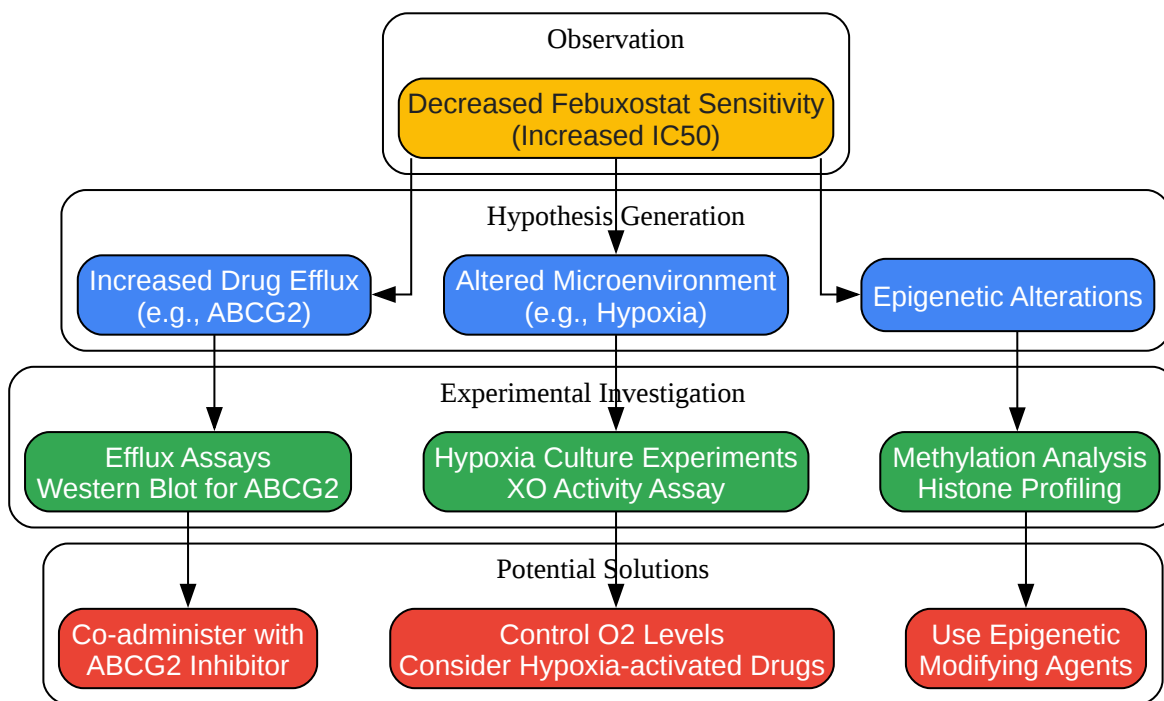 Observation
Decreased Febuxostat Sensitivity
(Increased IC50)
Hypothesis Generation
Increased Drug Efflux
(e.g., ABCG2)
Altered Microenvironment
(e.g., Hypoxia)
Epigenetic Alterations
Experimental Investigation
Efflux Assays
Western Blot for ABCG2
Hypoxia Culture Experiments
XO Activity Assay
Methylation Analysis
Histone Profiling
Potential Solutions
Co-administer with
ABCG2 Inhibitor
Control O2 Levels
Consider Hypoxia-activated Drugs
Use Epigenetic
Modifying Agents